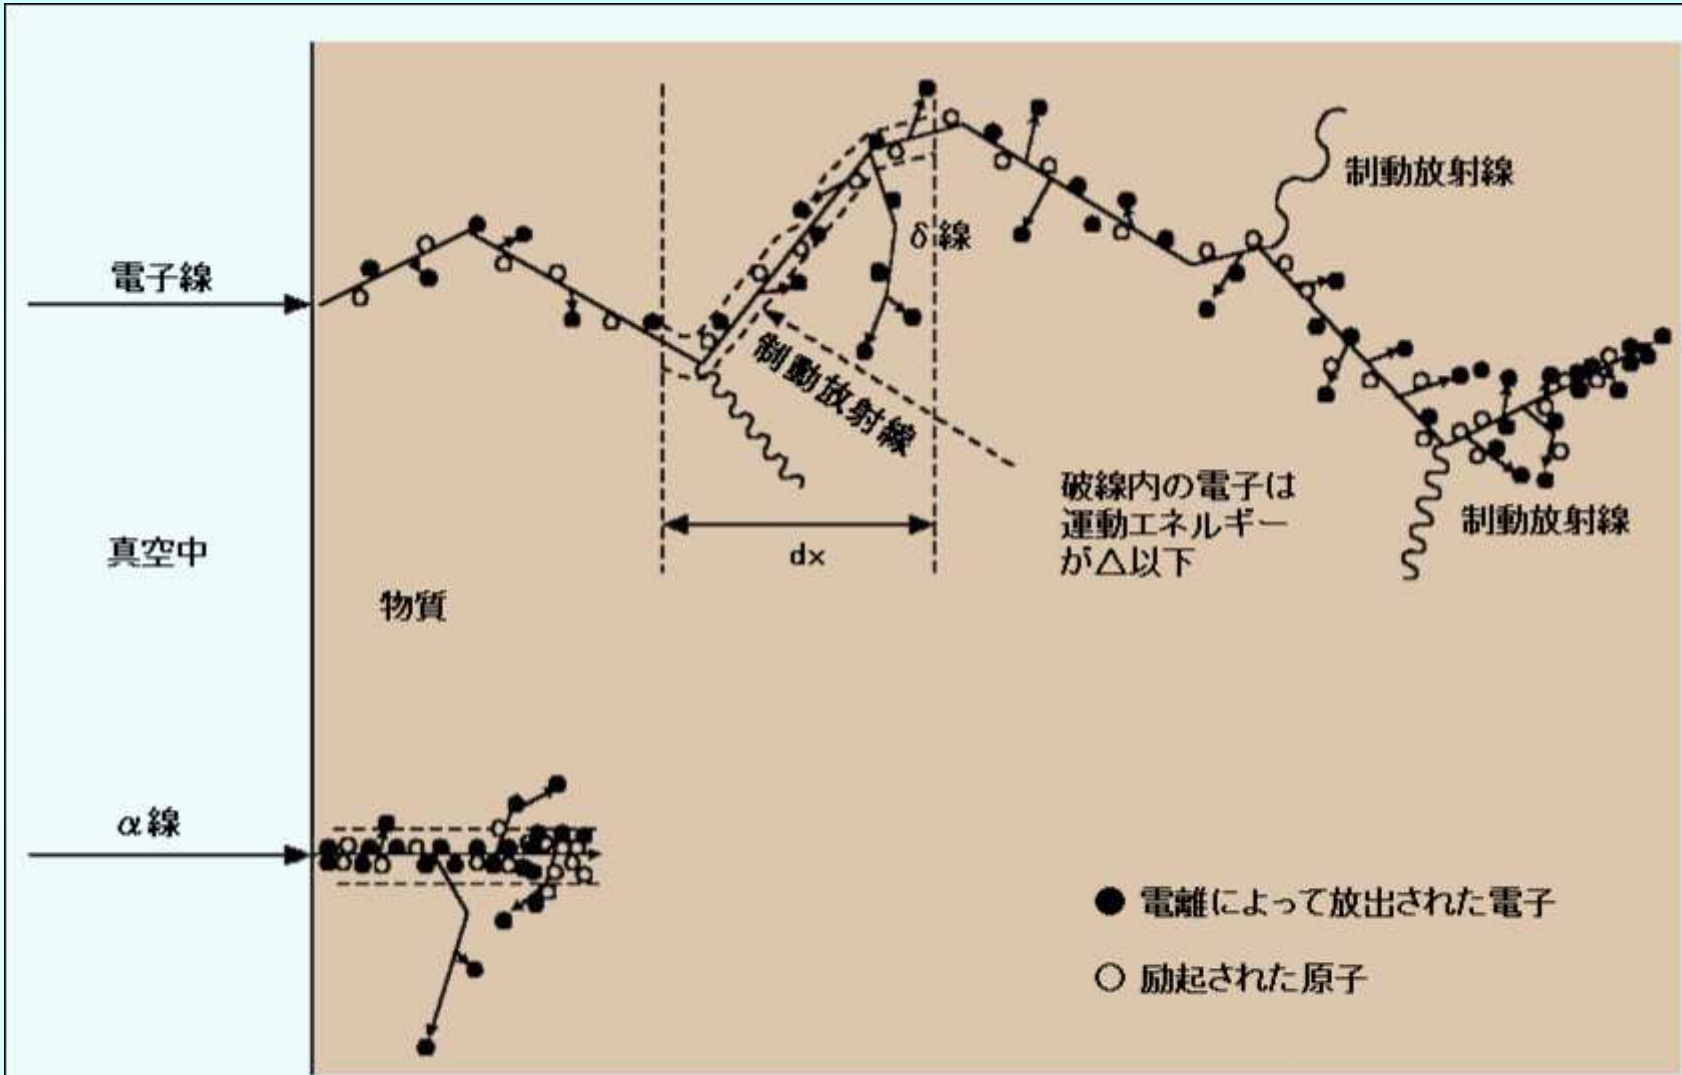 電子線
真空中
物質
α線
δ線
制動放射線
dx
破線内の電子は
運動エネルギー
が△以下
制動放射線
制動放射線
● 電離によって放出された電子
○ 励起された原子